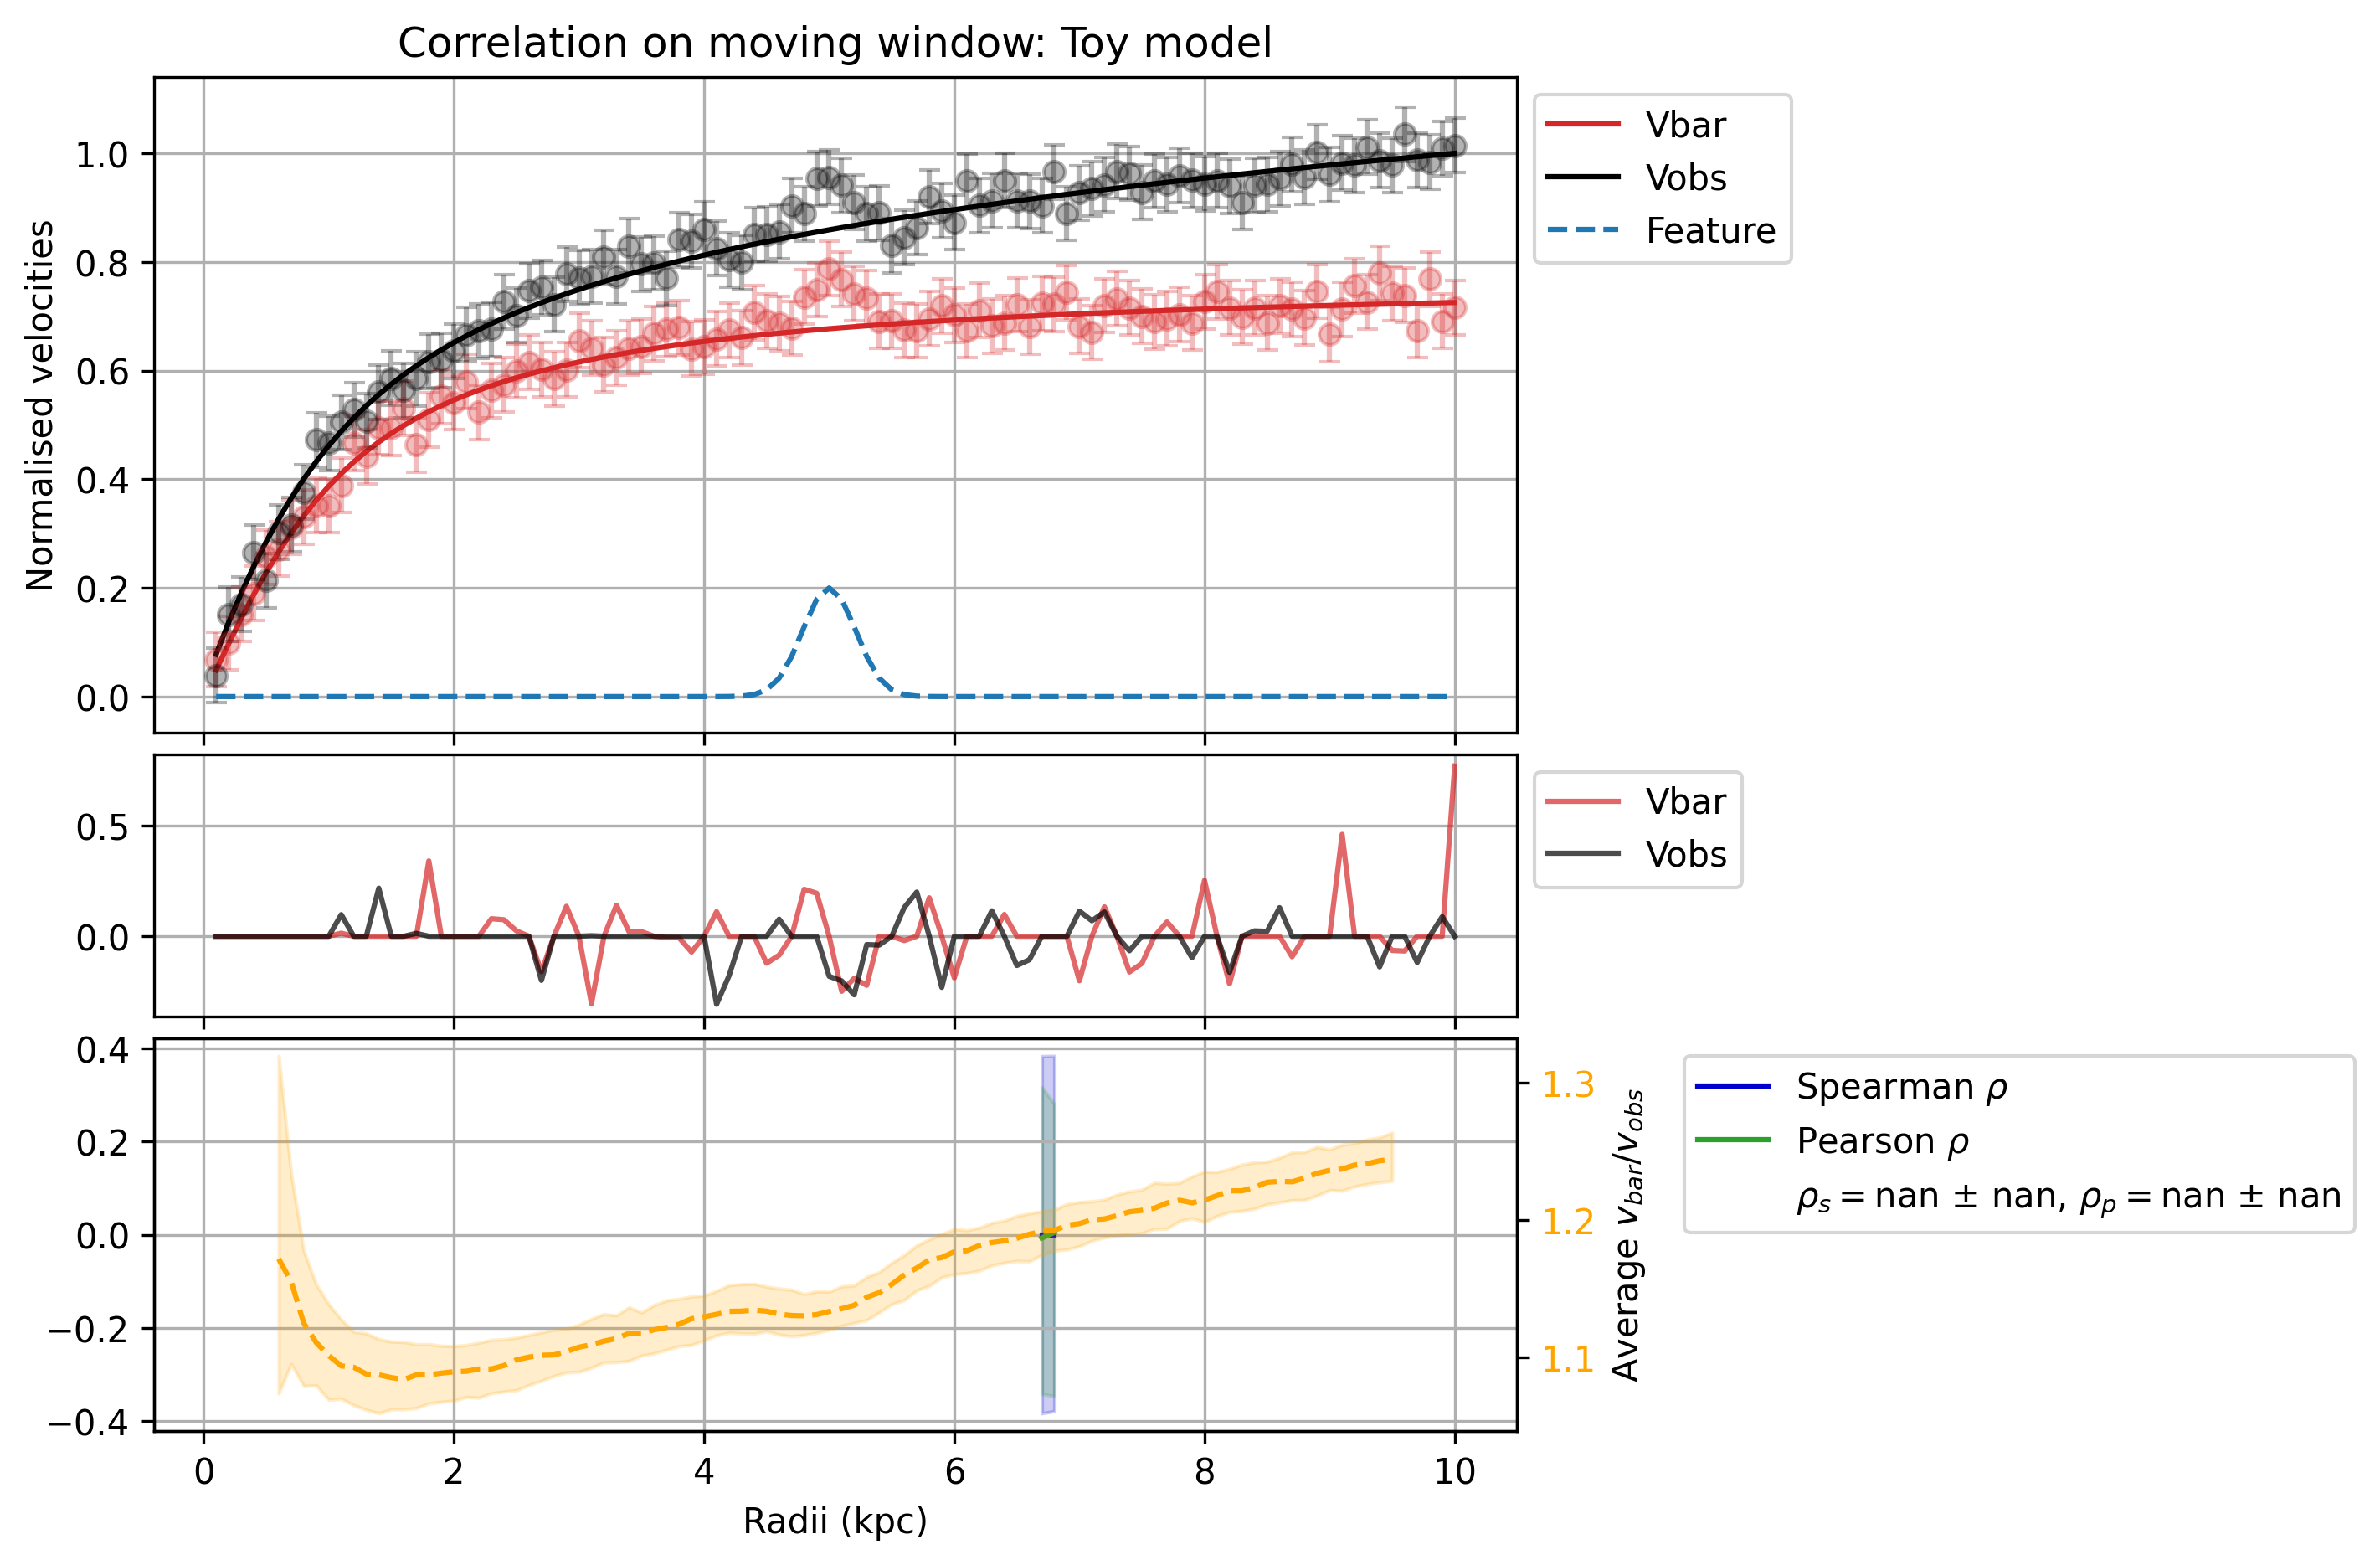 Correlation on moving window: Toy model
Normalised velocities
1.0
0.8
0.6
0.4
0.2
0.0
Vbar
Vobs
Feature
0.5
0.0
Vbar
Vobs
0.4
0.2
0.0
−0.2
−0.4
1.3
1.2
1.1
Average v_bar/v_obs
Spearman ρ
Pearson ρ
ρ_s = nan ± nan, ρ_p = nan ± nan
0 2 4 6 8 10
Radii (kpc)